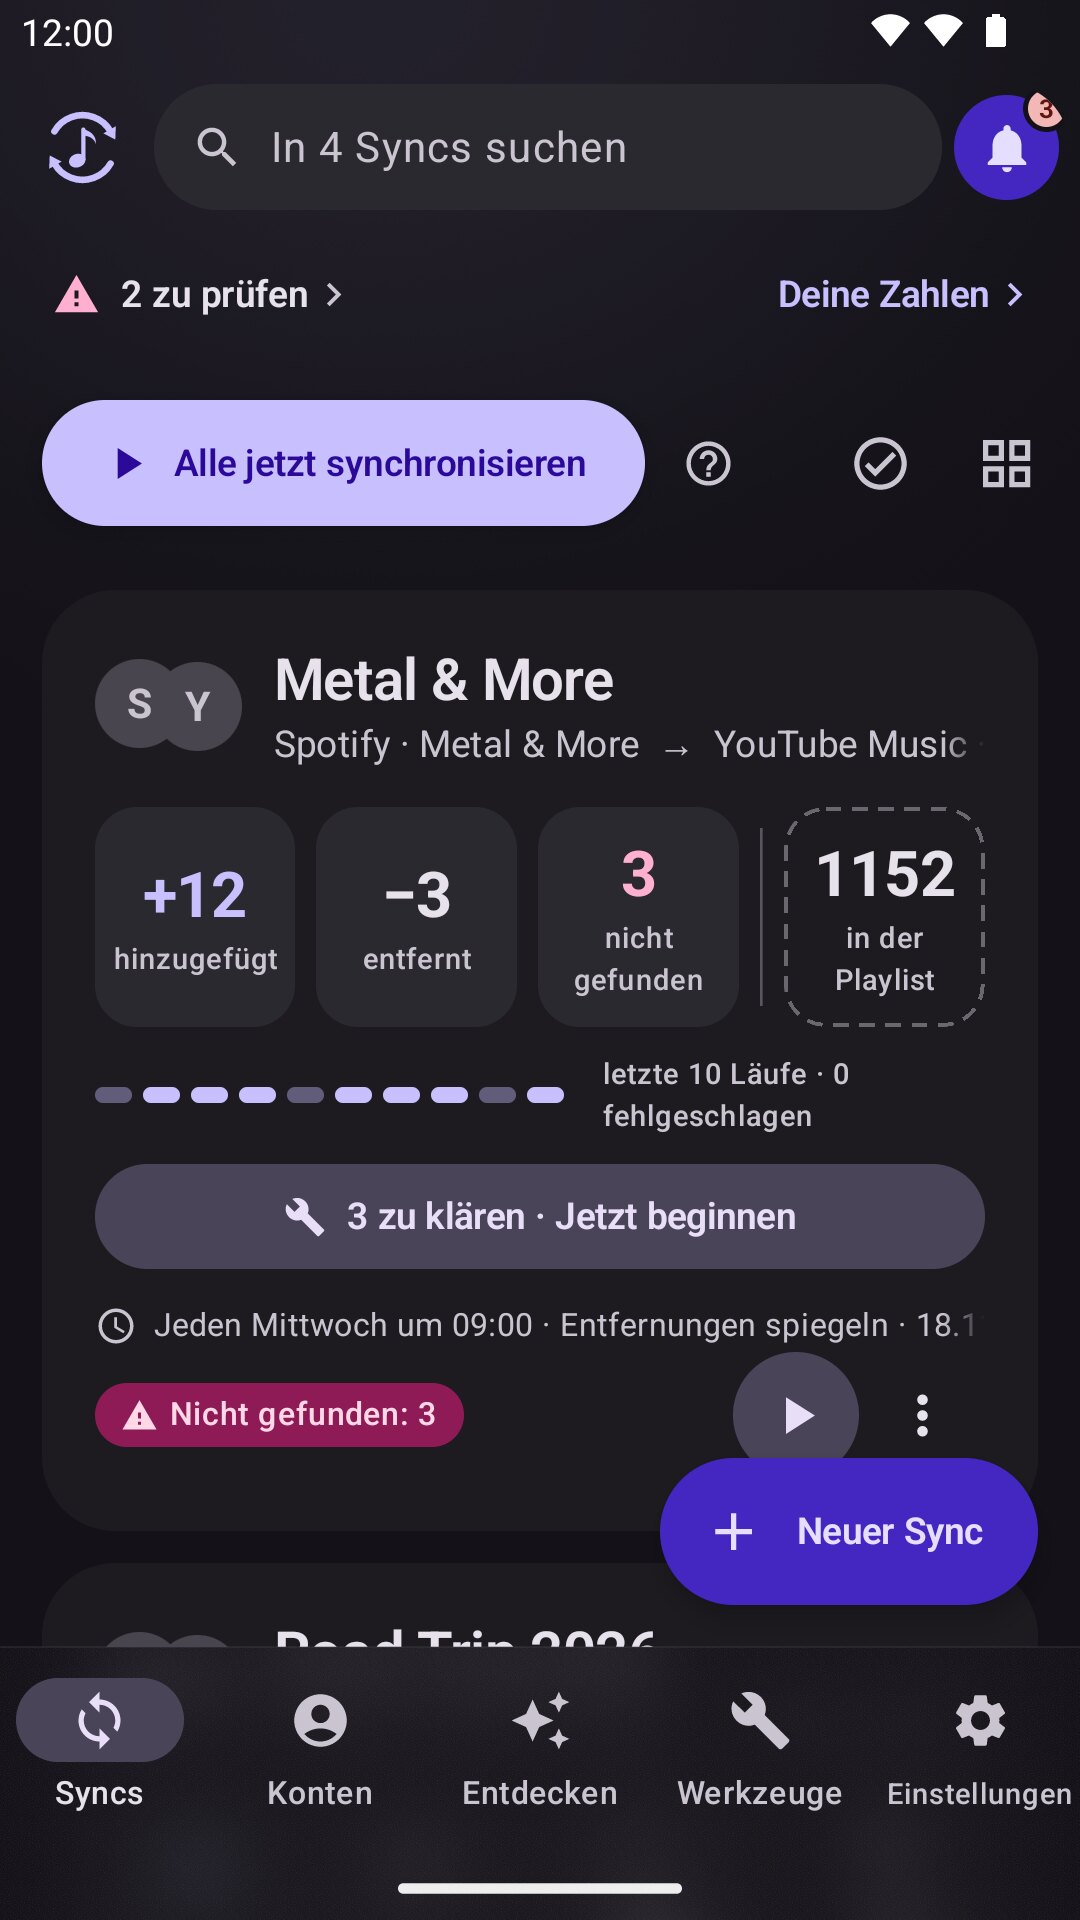 12:00
In 4 Syncs suchen
3
2 zu prüfen
Deine Zahlen
Alle jetzt synchronisieren
S Y
Metal & More
Spotify · Metal & More → YouTube Music ·
+12
hinzugefügt
−3
entfernt
3
nicht
gefunden
1152
in der
Playlist
letzte 10 Läufe · 0
fehlgeschlagen
3 zu klären · Jetzt beginnen
Jeden Mittwoch um 09:00 · Entfernungen spiegeln · 18.1
Nicht gefunden: 3
Neuer Sync
Road Trip 2026
Syncs
Konten
Entdecken
Werkzeuge
Einstellungen